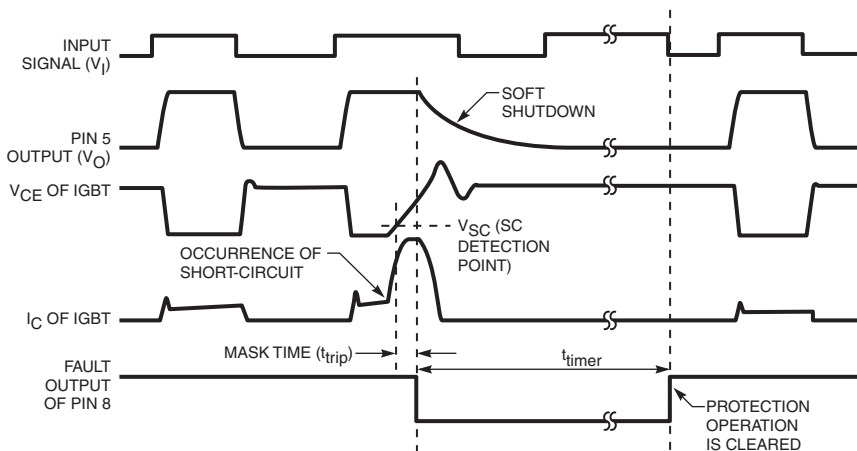 INPUT
SIGNAL (VI)
SOFT
SHUTDOWN
PIN 5
OUTPUT (VO)
VCE OF IGBT
VSC (SC
DETECTION
POINT)
OCCURRENCE OF
SHORT-CIRCUIT
IC OF IGBT
MASK TIME (ttrip)
ttimer
FAULT
OUTPUT
OF PIN 8
PROTECTION
OPERATION
IS CLEARED